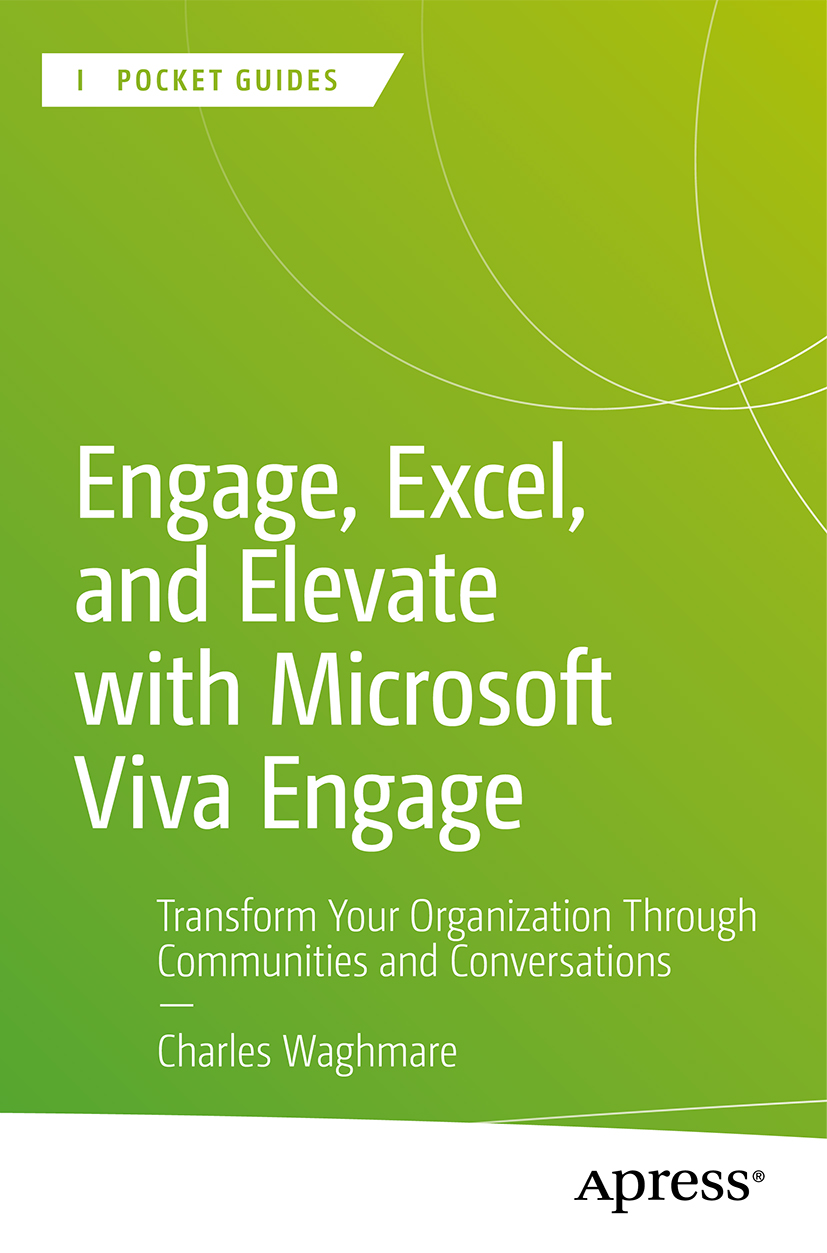 I POCKET GUIDES
Engage, Excel,
and Elevate
with Microsoft
Viva Engage
Transform Your Organization Through
Communities and Conversations
—
Charles Waghmare
Apress®